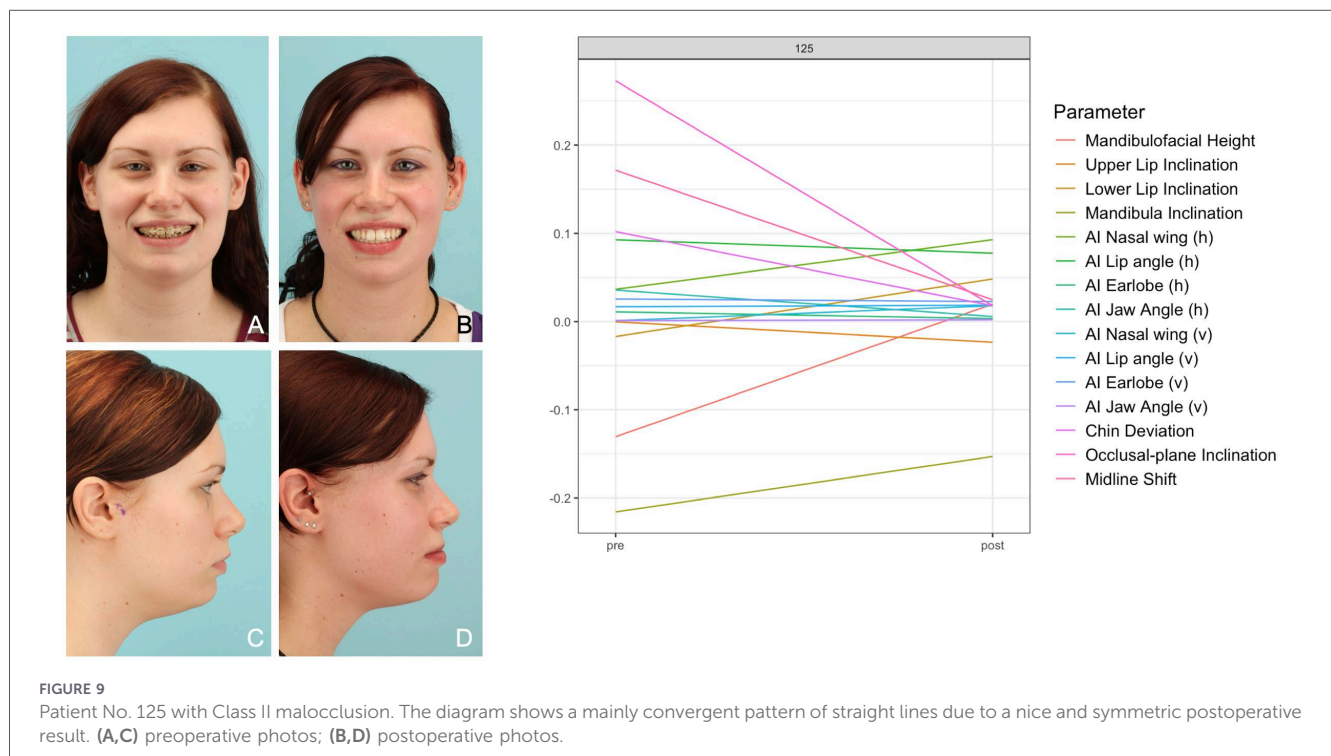 A
B
C
D
125
0.2
0.1
0.0
-0.1
-0.2
pre
post
Parameter
Mandibulofacial Height
Upper Lip Inclination
Lower Lip Inclination
Mandibula Inclination
AI Nasal wing (h)
AI Lip angle (h)
AI Earlobe (h)
AI Jaw Angle (h)
AI Nasal wing (v)
AI Lip angle (v)
AI Earlobe (v)
AI Jaw Angle (v)
Chin Deviation
Occlusal-plane Inclination
Midline Shift
FIGURE 9
Patient No. 125 with Class II malocclusion. The diagram shows a mainly convergent pattern of straight lines due to a nice and symmetric postoperative
result. (A,C) preoperative photos; (B,D) postoperative photos.